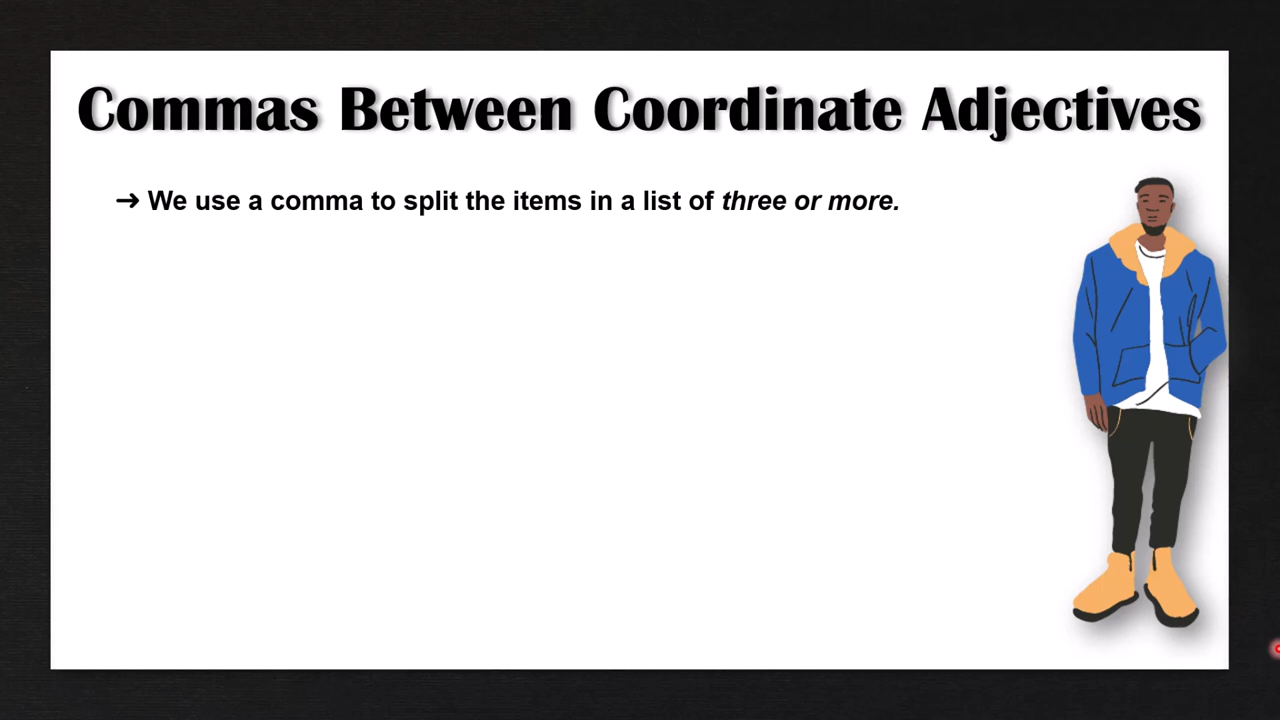 Commas Between Coordinate Adjectives
➔ We use a comma to split the items in a list of three or more.